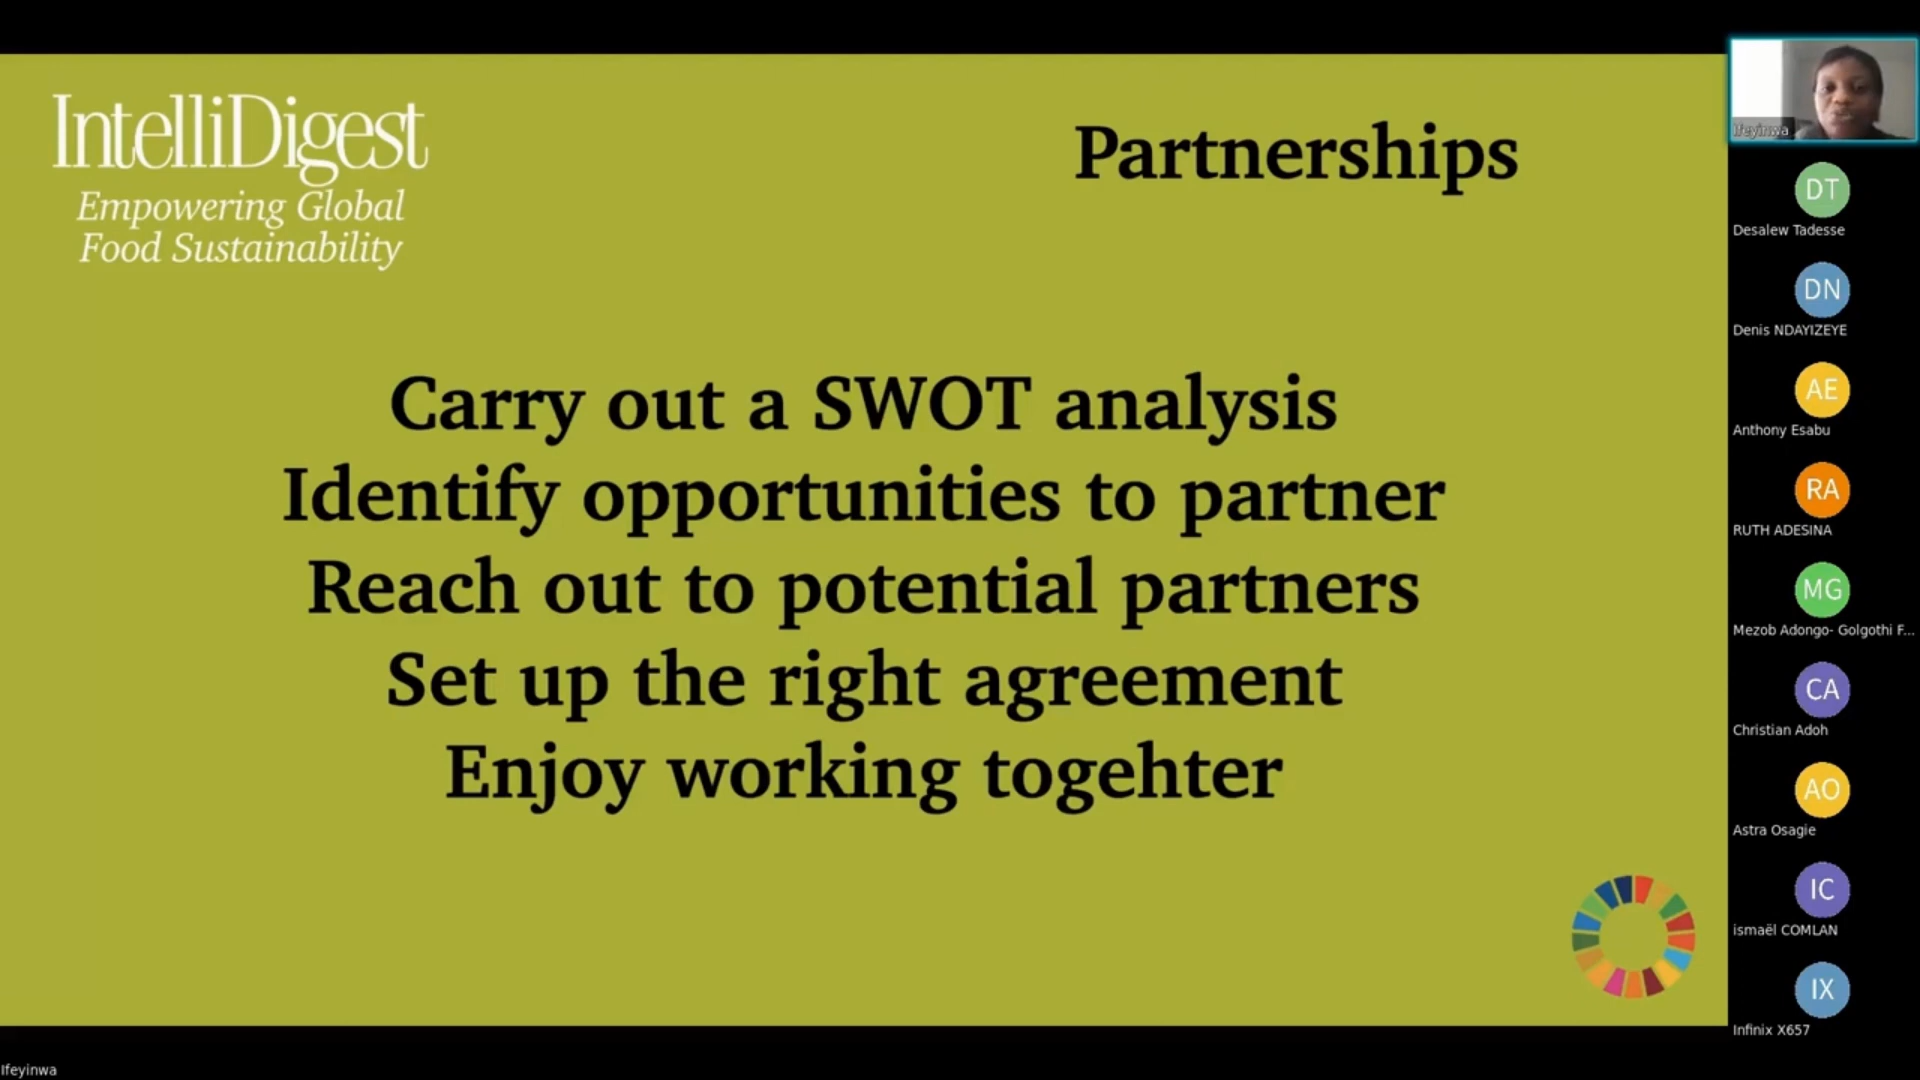 IntelliDigest
Empowering Global
Food Sustainability
Partnerships
Carry out a SWOT analysis
Identify opportunities to partner
Reach out to potential partners
Set up the right agreement
Enjoy working togehter
Ifeyinwa
DT
Desalew Tadesse
DN
Denis NDAYIZEYE
AE
Anthony Esabu
RA
RUTH ADESINA
MG
Mezob Adongo- Golgothi F...
CA
Christian Adoh
AO
Astra Osagie
IC
ismaël COMLAN
IX
Infinix X657
Ifeyinwa